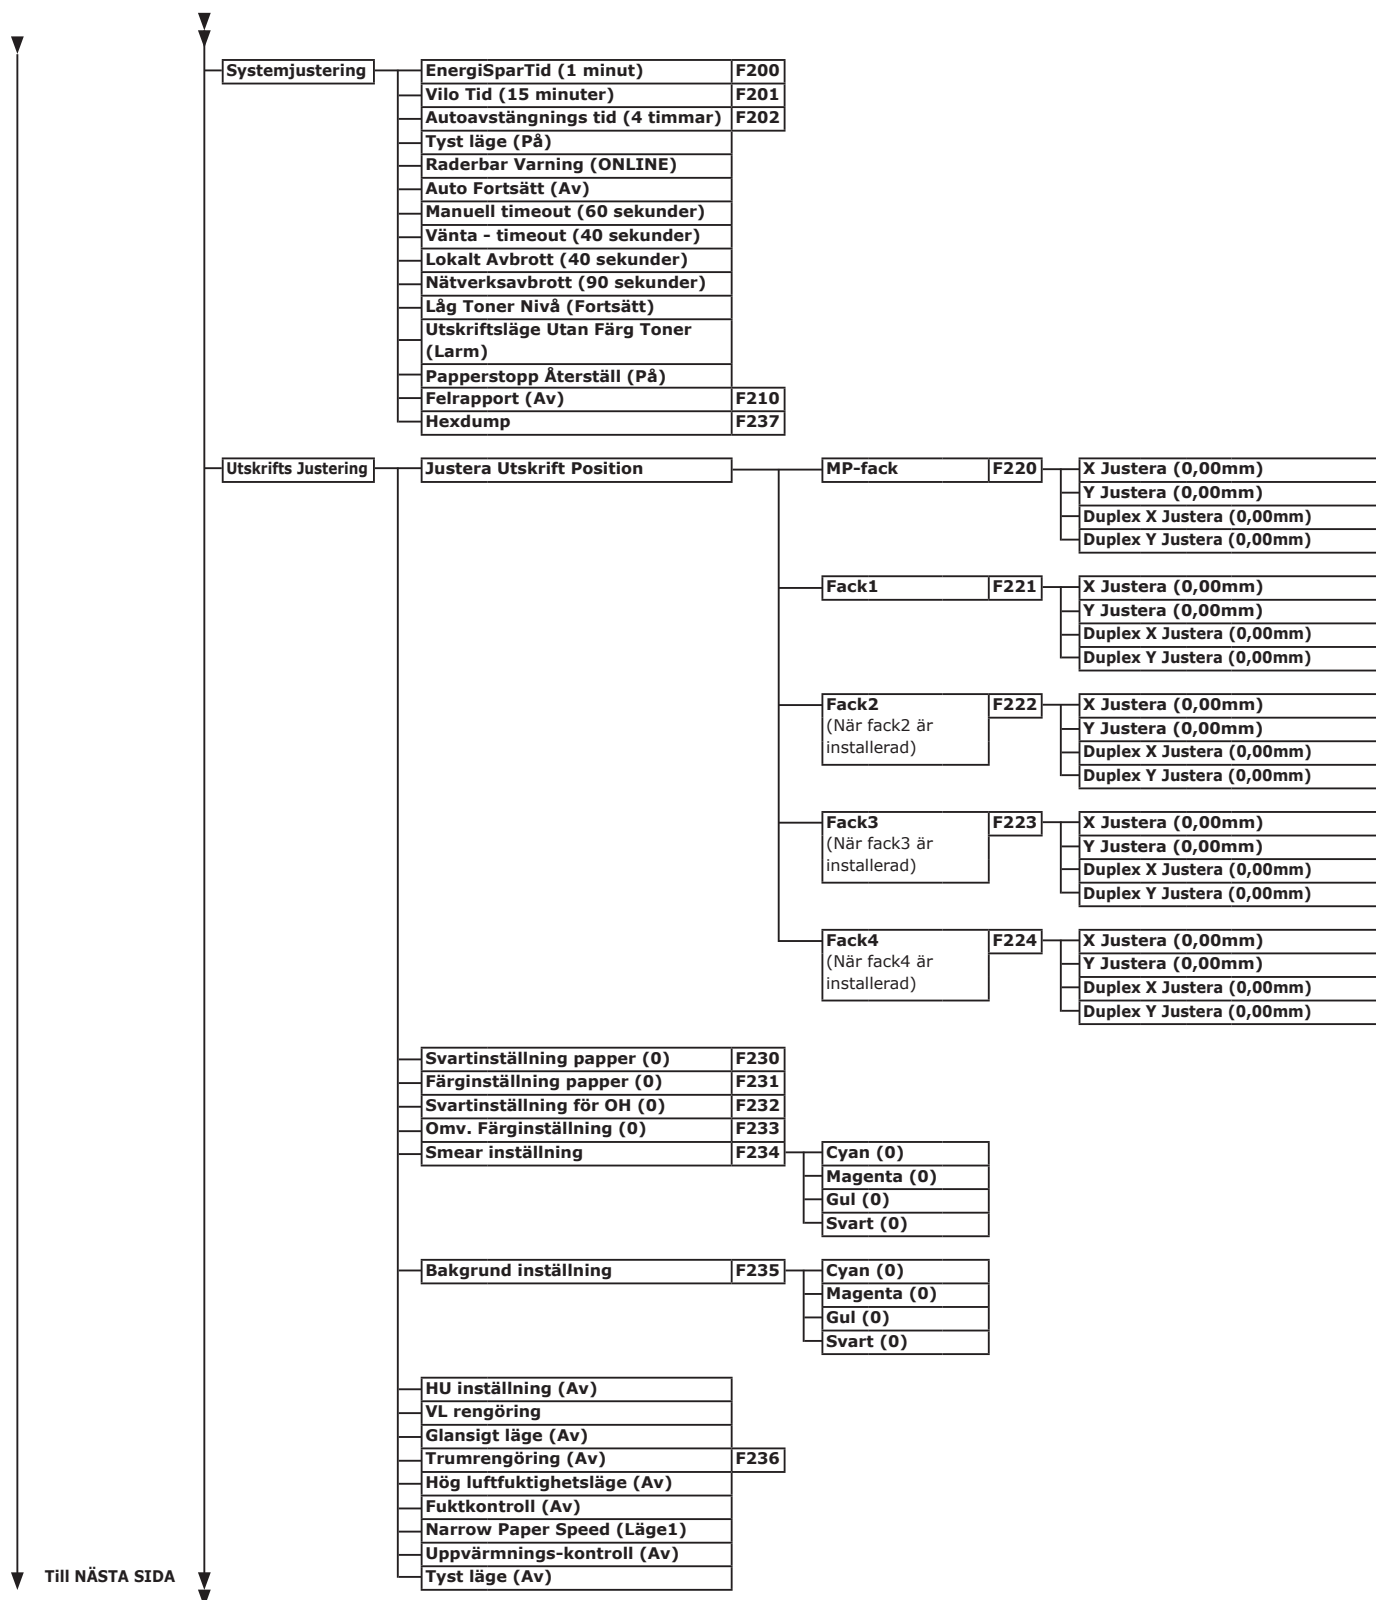 Systemjustering
EnergiSparTid (1 minut) F200
Vilo Tid (15 minuter) F201
Autoavstängnings tid (4 timmar) F202
Tyst läge (På)
Raderbar Varning (ONLINE)
Auto Fortsätt (Av)
Manuell timeout (60 sekunder)
Vänta - timeout (40 sekunder)
Lokalt Avbrott (40 sekunder)
Nätverksavbrott (90 sekunder)
Låg Toner Nivå (Fortsätt)
Utskriftsläge Utan Färg Toner
(Larm)
Papperstopp Återställ (På)
Felrapport (Av) F210
Hexdump F237
Utskrifts Justering
Justera Utskrift Position
MP-fack F220
X Justera (0,00mm)
Y Justera (0,00mm)
Duplex X Justera (0,00mm)
Duplex Y Justera (0,00mm)
Fack1 F221
X Justera (0,00mm)
Y Justera (0,00mm)
Duplex X Justera (0,00mm)
Duplex Y Justera (0,00mm)
Fack2 F222
(När fack2 är
installerad)
X Justera (0,00mm)
Y Justera (0,00mm)
Duplex X Justera (0,00mm)
Duplex Y Justera (0,00mm)
Fack3 F223
(När fack3 är
installerad)
X Justera (0,00mm)
Y Justera (0,00mm)
Duplex X Justera (0,00mm)
Duplex Y Justera (0,00mm)
Fack4 F224
(När fack4 är
installerad)
X Justera (0,00mm)
Y Justera (0,00mm)
Duplex X Justera (0,00mm)
Duplex Y Justera (0,00mm)
Svartinställning papper (0) F230
Färginställning papper (0) F231
Svartinställning för OH (0) F232
Omv. Färginställning (0) F233
Smear inställning F234
Cyan (0)
Magenta (0)
Gul (0)
Svart (0)
Bakgrund inställning F235
Cyan (0)
Magenta (0)
Gul (0)
Svart (0)
HU inställning (Av)
VL rengöring
Glansigt läge (Av)
Trumrengöring (Av) F236
Hög luftfuktighetsläge (Av)
Fuktkontroll (Av)
Narrow Paper Speed (Läge1)
Uppvärmnings-kontroll (Av)
Tyst läge (Av)
Till NÄSTA SIDA